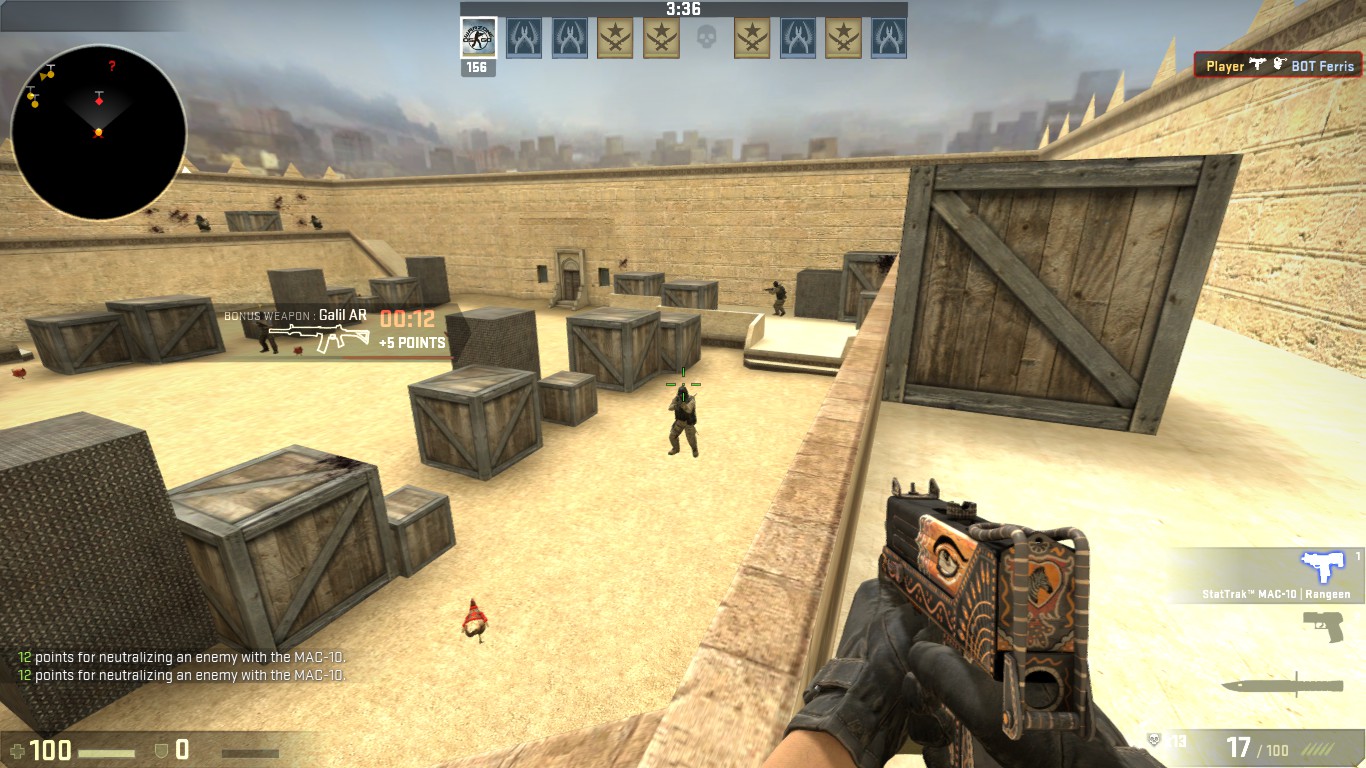 3:36
156
?
Player BOT Ferris
BONUS WEAPON : Galil AR 00:12
+5 POINTS
1
StatTrak™ MAC-10 | Rangeen
12 points for neutralizing an enemy with the MAC-10.
12 points for neutralizing an enemy with the MAC-10.
100 0
13 17 / 100